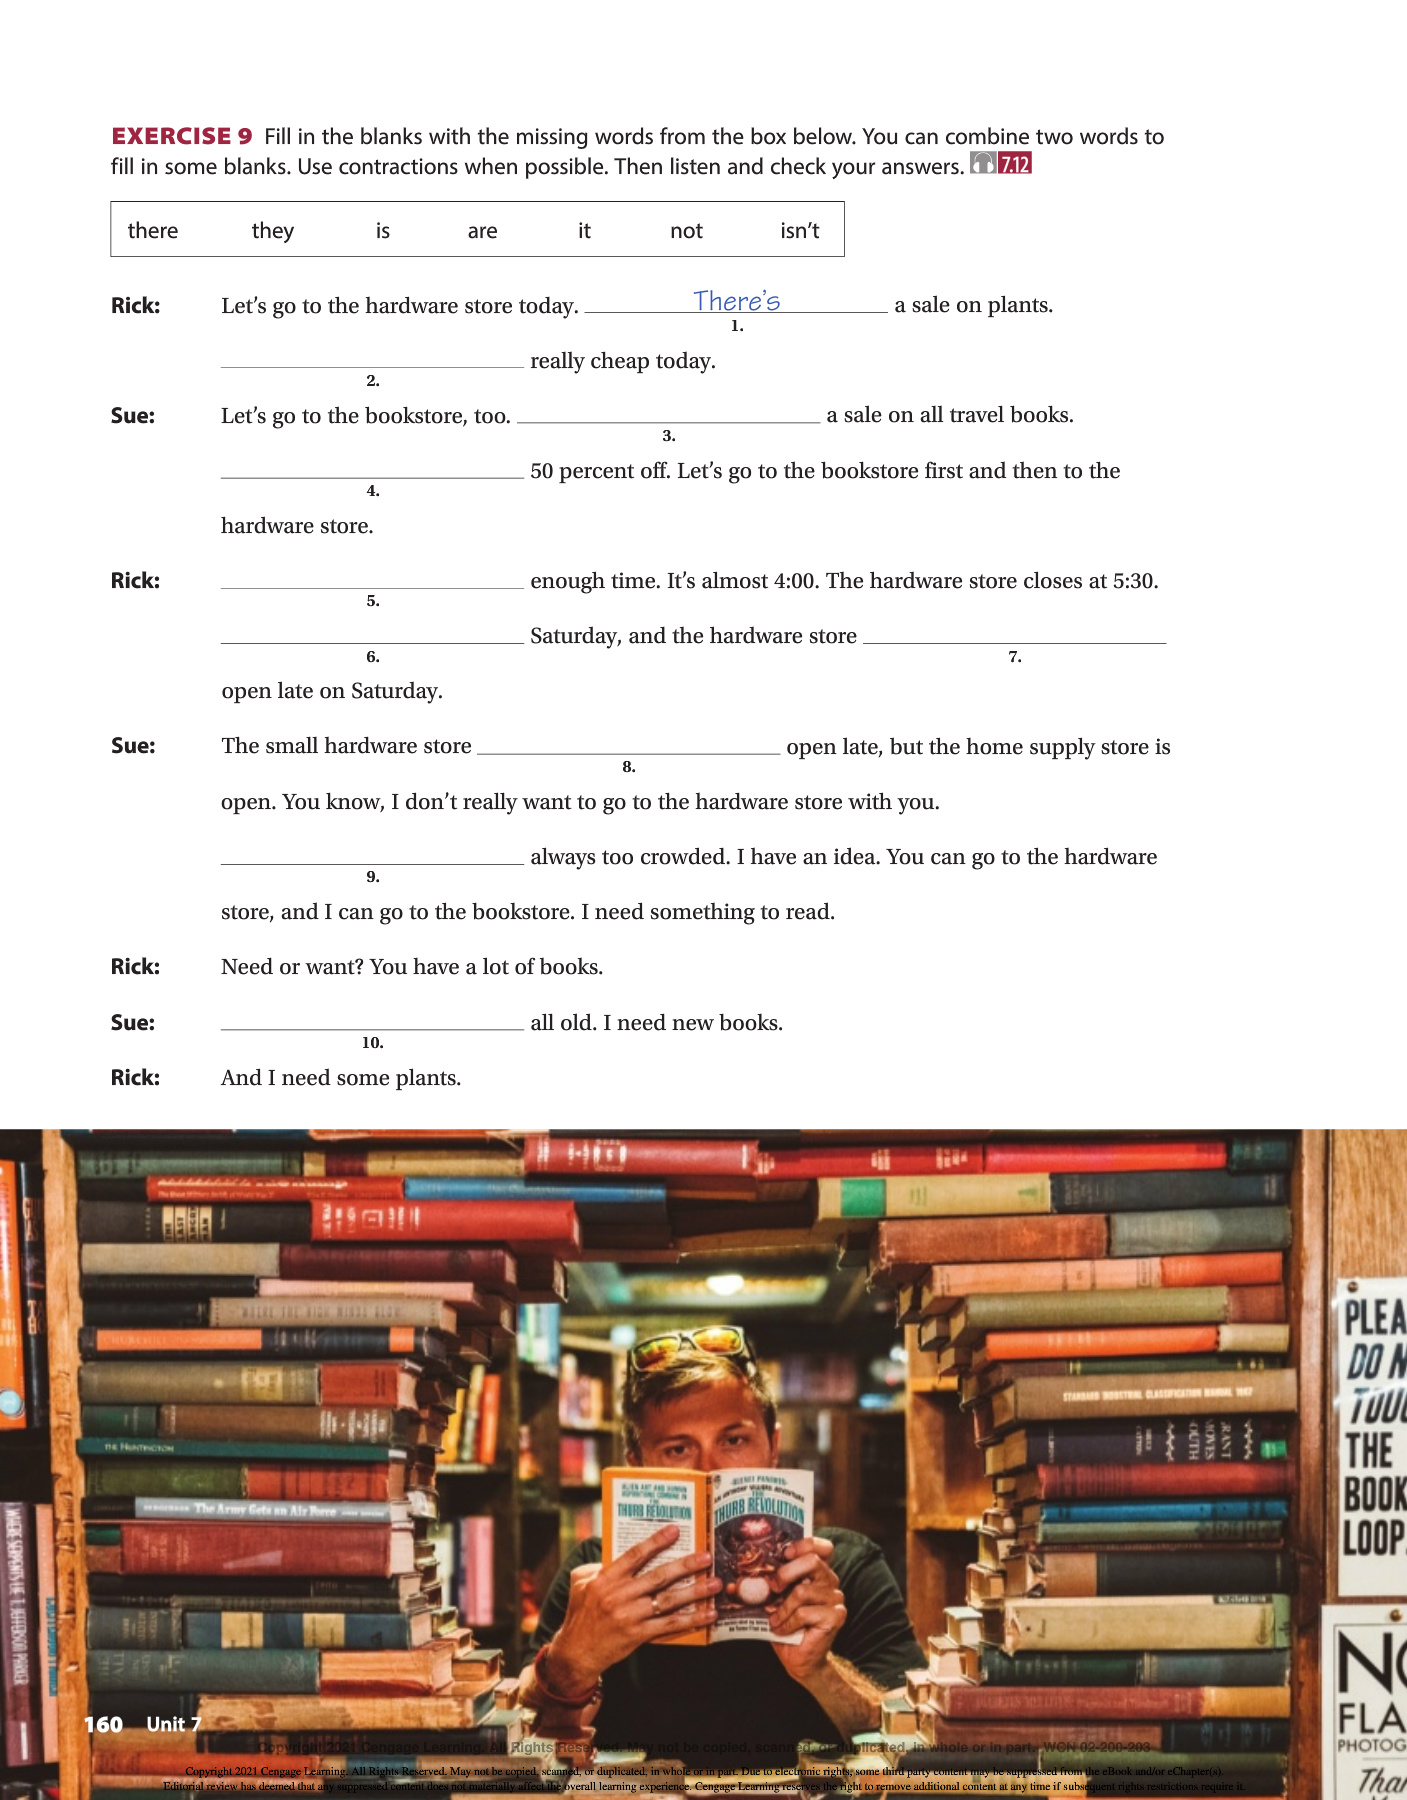 EXERCISE 9 Fill in the blanks with the missing words from the box below. You can combine two words to
fill in some blanks. Use contractions when possible. Then listen and check your answers. 7.12
there they is are it not isn't
Rick: Let's go to the hardware store today. There's a sale on plants.
1.
really cheap today.
2.
Sue: Let's go to the bookstore, too. a sale on all travel books.
3.
50 percent off. Let's go to the bookstore first and then to the
4.
hardware store.
Rick: enough time. It's almost 4:00. The hardware store closes at 5:30.
5.
Saturday, and the hardware store
6. 7.
open late on Saturday.
Sue: The small hardware store open late, but the home supply store is
8.
open. You know, I don't really want to go to the hardware store with you.
always too crowded. I have an idea. You can go to the hardware
9.
store, and I can go to the bookstore. I need something to read.
Rick: Need or want? You have a lot of books.
Sue: all old. I need new books.
10.
Rick: And I need some plants.
STANDARD INDUSTRIAL CLASSIFICATION MANUAL 1967
THE HUNTINGTON
The Army Gets an Air Force
THE
THURB REVOLUTION
THE
THURB REVOLUTION
PLEA
DO N
TOUC
THE
BOOK
LOOP.
NO
FLA
PHOTOG
Than
160 Unit 7
Copyright 2021 Cengage Learning. All Rights Reserved. May not be copied, scanned, or duplicated, in whole or in part. WCN 02-200-203
Copyright 2021 Cengage Learning. All Rights Reserved. May not be copied, scanned, or duplicated, in whole or in part. Due to electronic rights, some third party content may be suppressed from the eBook and/or eChapter(s).
Editorial review has deemed that any suppressed content does not materially affect the overall learning experience. Cengage Learning reserves the right to remove additional content at any time if subsequent rights restrictions require it.